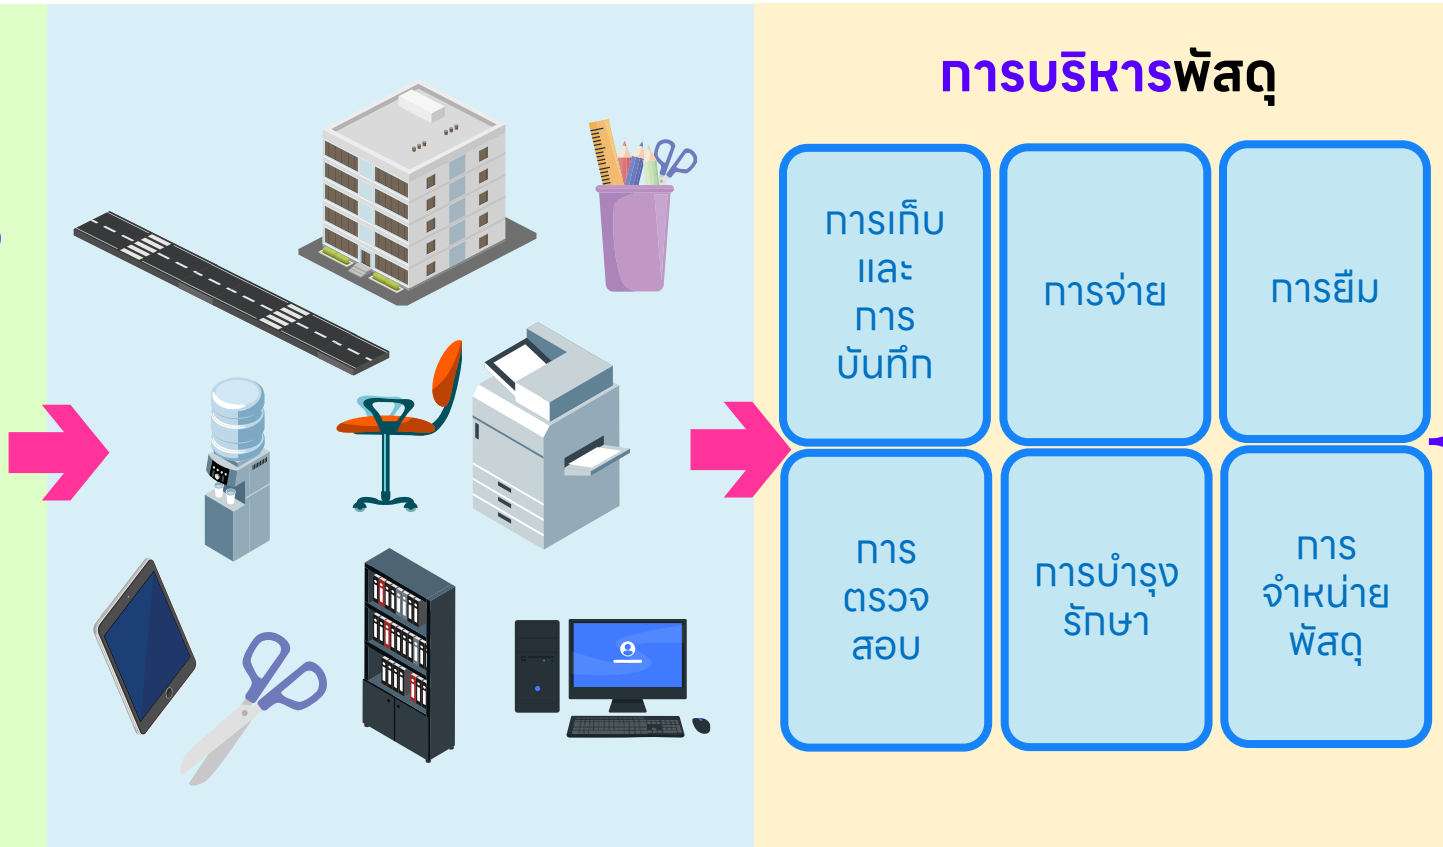 การบริหารพัสดุ
การเก็บ
และ
การ
บันทึก
การจ่าย
การยืม
การ
ตรวจ
สอบ
การบำรุง
รักษา
การ
จำหน่าย
พัสดุ